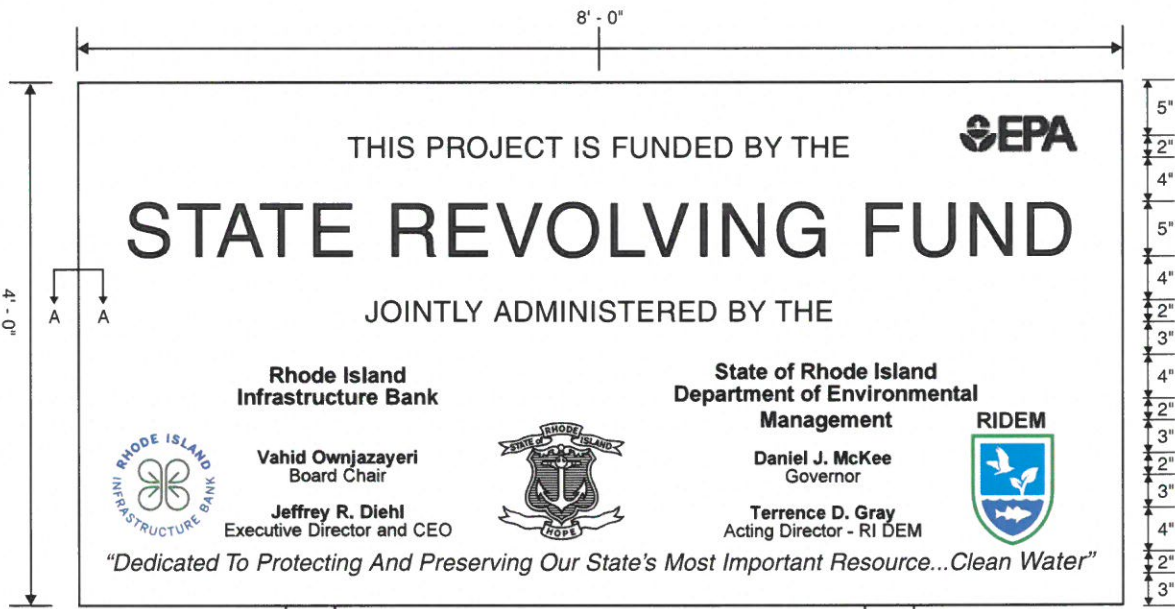 8' - 0"
5"
2"
4"
5"
4"
2"
3"
4"
2"
3"
2"
3"
4"
2"
3"
4' - 0"
A A
EPA
THIS PROJECT IS FUNDED BY THE
STATE REVOLVING FUND
JOINTLY ADMINISTERED BY THE
Rhode Island
Infrastructure Bank
Vahid Ownjazayeri
Board Chair
Jeffrey R. Diehl
Executive Director and CEO
RHODE ISLAND
INFRASTRUCTURE BANK
STATE of RHODE ISLAND
HOPE
State of Rhode Island
Department of Environmental
Management
Daniel J. McKee
Governor
Terrence D. Gray
Acting Director - RI DEM
RIDEM
"Dedicated To Protecting And Preserving Our State's Most Important Resource...Clean Water"